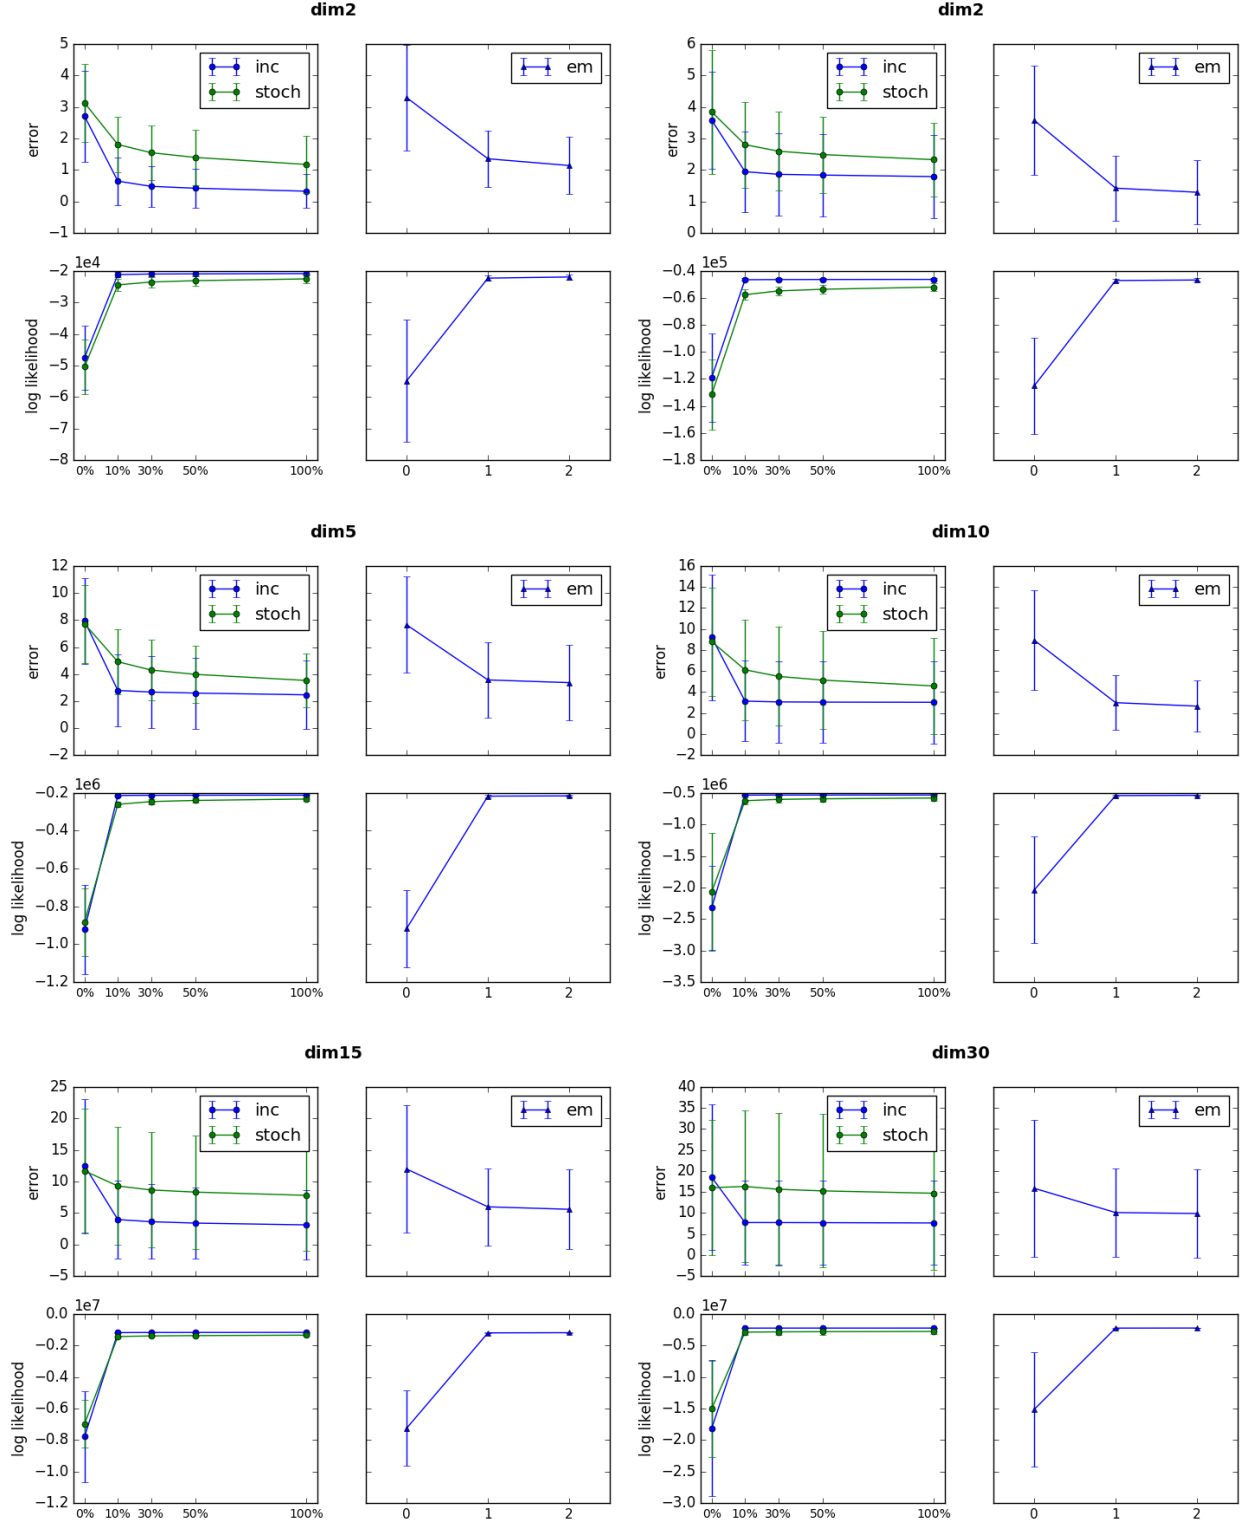 dim2
dim2
5
4
3
2
1
0
−1
error
inc
stoch
em
6
5
4
3
2
1
0
error
inc
stoch
em
1e4
−2
−3
−4
−5
−6
−7
−8
log likelihood
0% 10% 30% 50% 100%
0 1 2
1e5
−0.4
−0.6
−0.8
−1.0
−1.2
−1.4
−1.6
−1.8
log likelihood
0% 10% 30% 50% 100%
0 1 2
dim5
dim10
12
10
8
6
4
2
0
−2
error
inc
stoch
em
16
14
12
10
8
6
4
2
0
−2
error
inc
stoch
em
1e6
−0.2
−0.4
−0.6
−0.8
−1.0
−1.2
log likelihood
0% 10% 30% 50% 100%
0 1 2
1e6
−0.5
−1.0
−1.5
−2.0
−2.5
−3.0
−3.5
log likelihood
0% 10% 30% 50% 100%
0 1 2
dim15
dim30
25
20
15
10
5
0
−5
error
inc
stoch
em
40
35
30
25
20
15
10
5
0
−5
error
inc
stoch
em
1e7
0.0
−0.2
−0.4
−0.6
−0.8
−1.0
−1.2
log likelihood
0% 10% 30% 50% 100%
0 1 2
1e7
0.0
−0.5
−1.0
−1.5
−2.0
−2.5
−3.0
log likelihood
0% 10% 30% 50% 100%
0 1 2